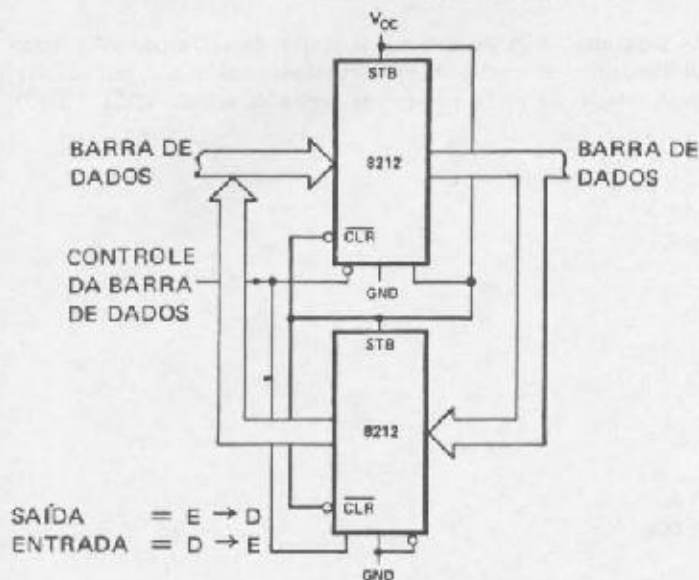 V_CC
STB
BARRA DE
DADOS
8212
BARRA DE
DADOS
CLR
CONTROLE
DA BARRA
DE DADOS
GND
STB
8212
CLR
SAÍDA = E → D
ENTRADA = D → E
GND